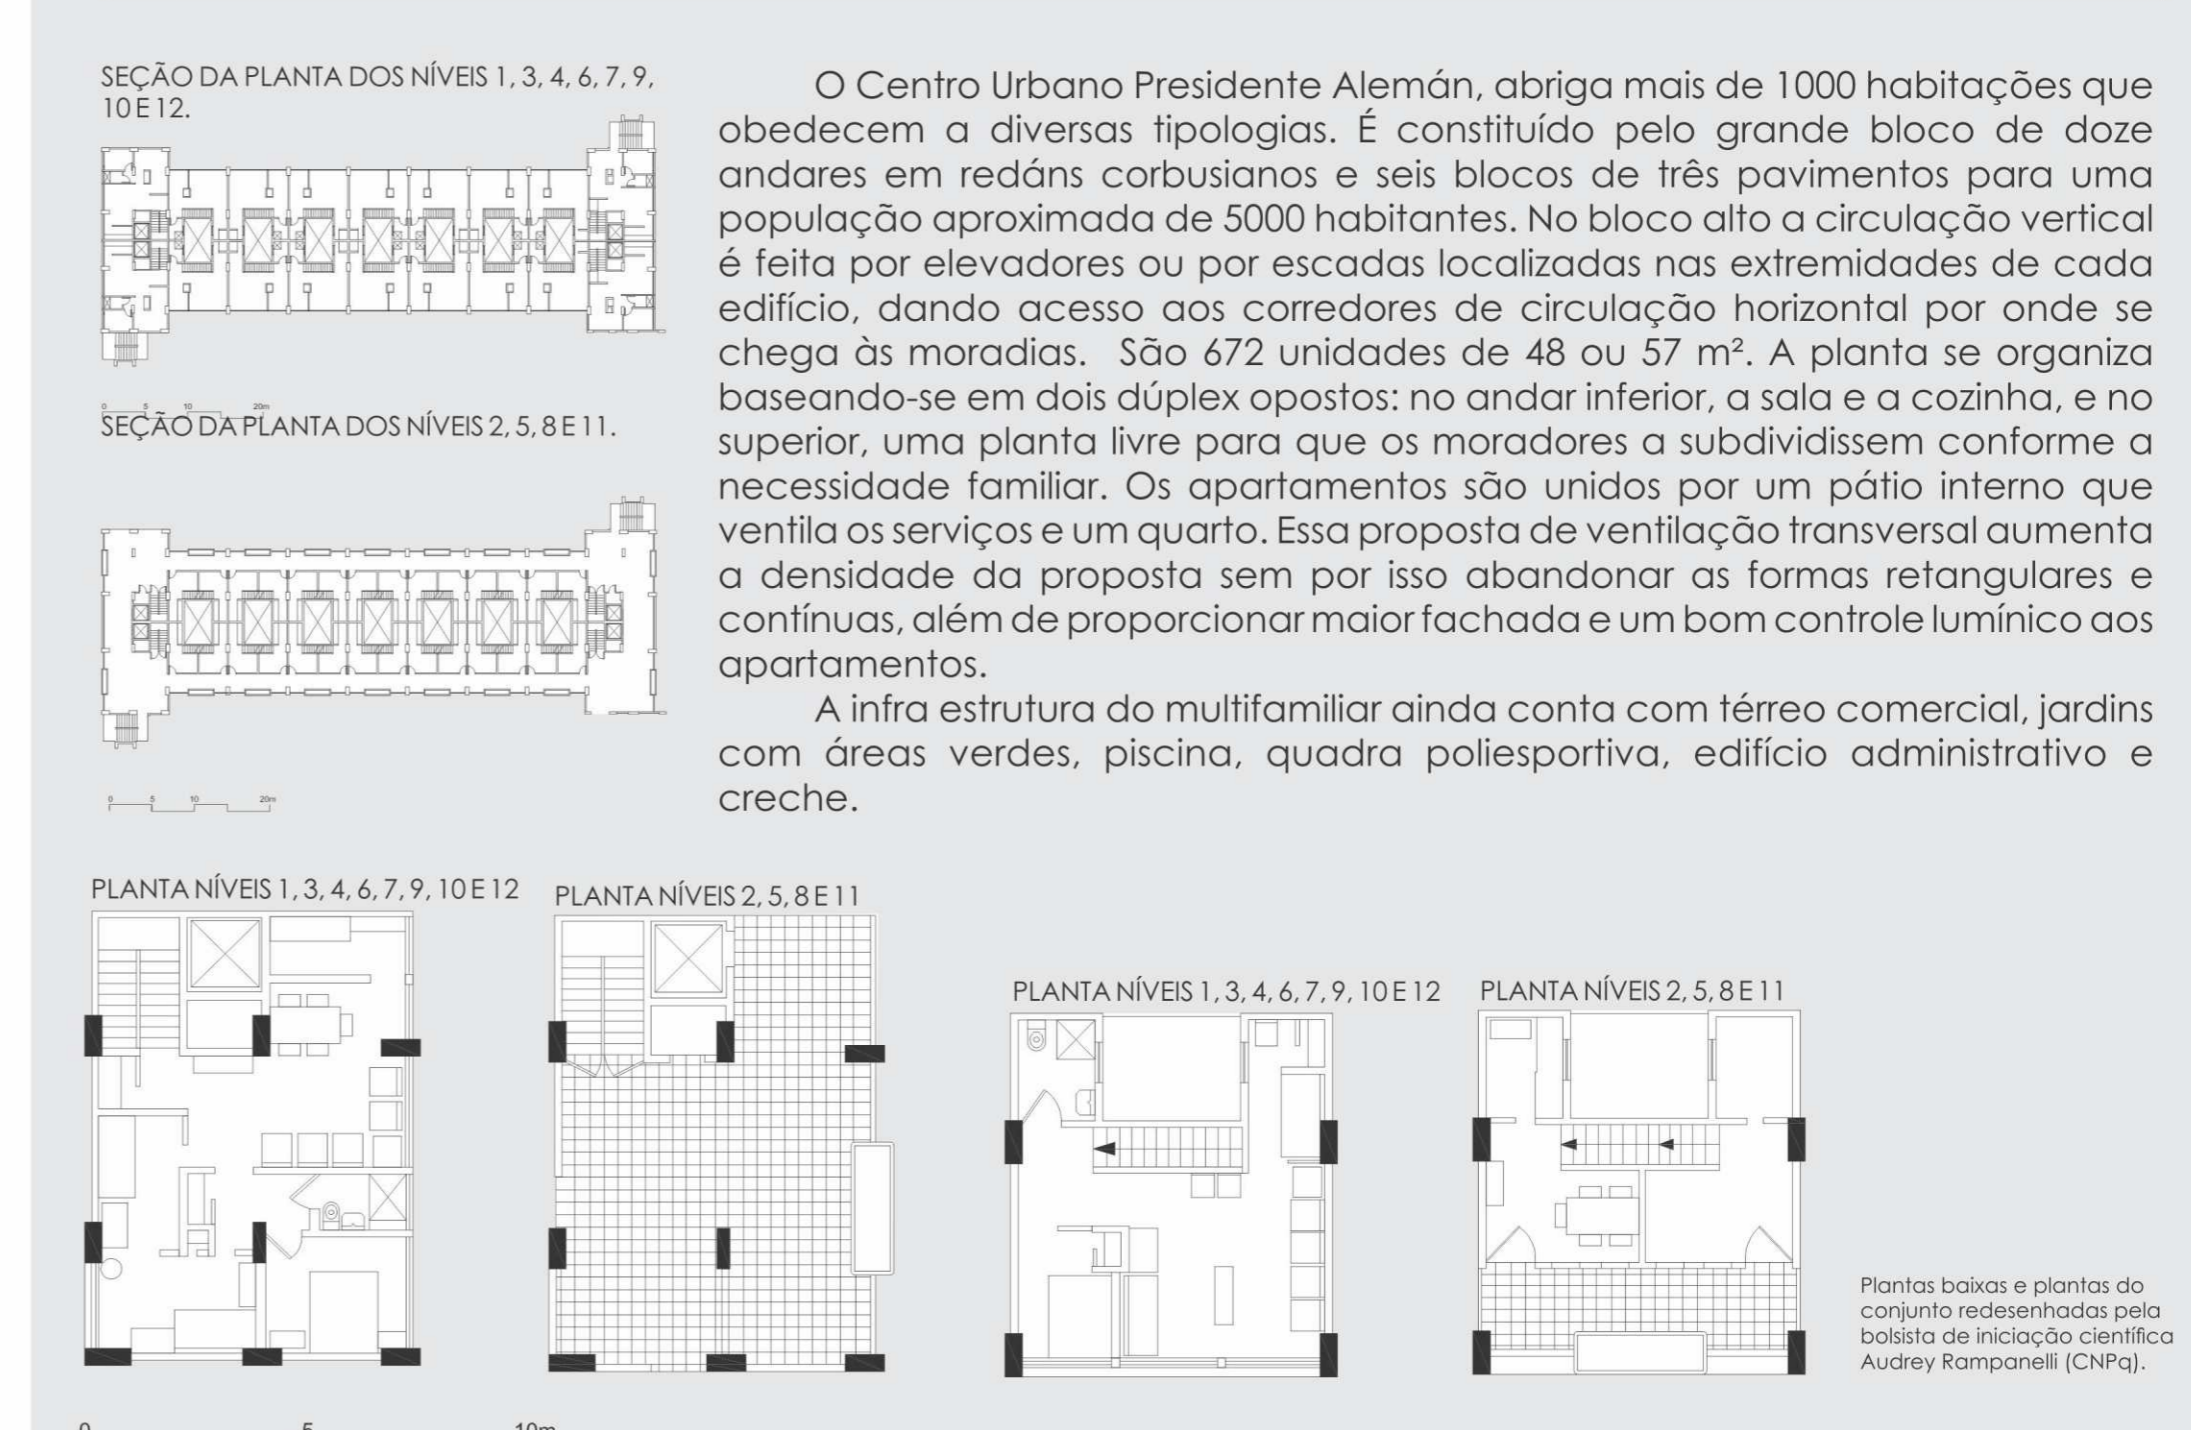 SEÇÃO DA PLANTA DOS NÍVEIS 1, 3, 4, 6, 7, 9,
10 E 12.
0 5 10 20m
SEÇÃO DA PLANTA DOS NÍVEIS 2, 5, 8 E 11.
0 5 10 20m
O Centro Urbano Presidente Alemán, abriga mais de 1000 habitações que
obedecem a diversas tipologias. É constituído pelo grande bloco de doze
andares em redáns corbusianos e seis blocos de três pavimentos para uma
população aproximada de 5000 habitantes. No bloco alto a circulação vertical
é feita por elevadores ou por escadas localizadas nas extremidades de cada
edifício, dando acesso aos corredores de circulação horizontal por onde se
chega às moradias. São 672 unidades de 48 ou 57 m². A planta se organiza
baseando-se em dois dúplex opostos: no andar inferior, a sala e a cozinha, e no
superior, uma planta livre para que os moradores a subdividissem conforme a
necessidade familiar. Os apartamentos são unidos por um pátio interno que
ventila os serviços e um quarto. Essa proposta de ventilação transversal aumenta
a densidade da proposta sem por isso abandonar as formas retangulares e
contínuas, além de proporcionar maior fachada e um bom controle lumínico aos
apartamentos.
A infra estrutura do multifamiliar ainda conta com térreo comercial, jardins
com áreas verdes, piscina, quadra poliesportiva, edifício administrativo e
creche.
PLANTA NÍVEIS 1, 3, 4, 6, 7, 9, 10 E 12
PLANTA NÍVEIS 2, 5, 8 E 11
PLANTA NÍVEIS 1, 3, 4, 6, 7, 9, 10 E 12
PLANTA NÍVEIS 2, 5, 8 E 11
Plantas baixas e plantas do
conjunto redesenhadas pela
bolsista de iniciação científica
Audrey Rampanelli (CNPq).
0 5 10m